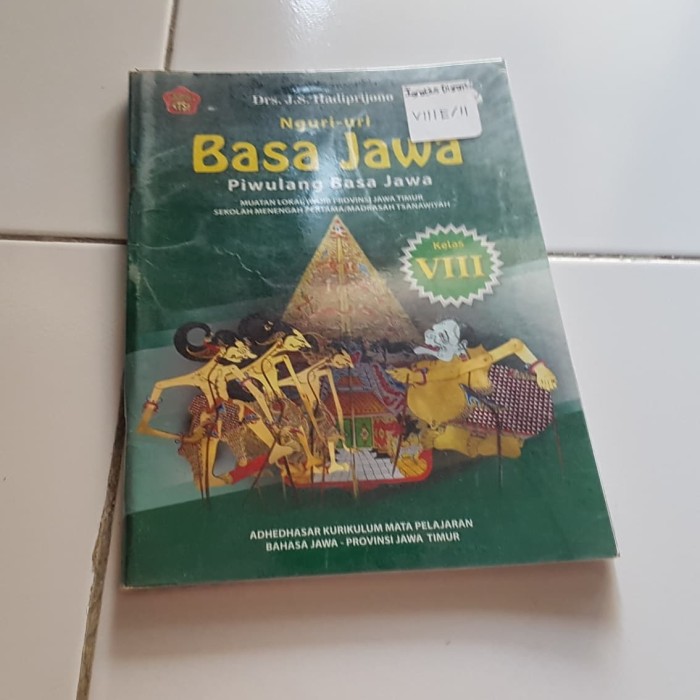 Drs. J.S. Hadiprijono
VIII E/11
Nguri-uri
Basa Jawa
Piwulang Basa Jawa
MUATAN LOKAL WAJIB PROVINSI JAWA TIMUR
SEKOLAH MENENGAH PERTAMA/MADRASAH TSANAWIYAH
Kelas
VIII
ADHEDHASAR KURIKULUM MATA PELAJARAN
BAHASA JAWA - PROVINSI JAWA TIMUR